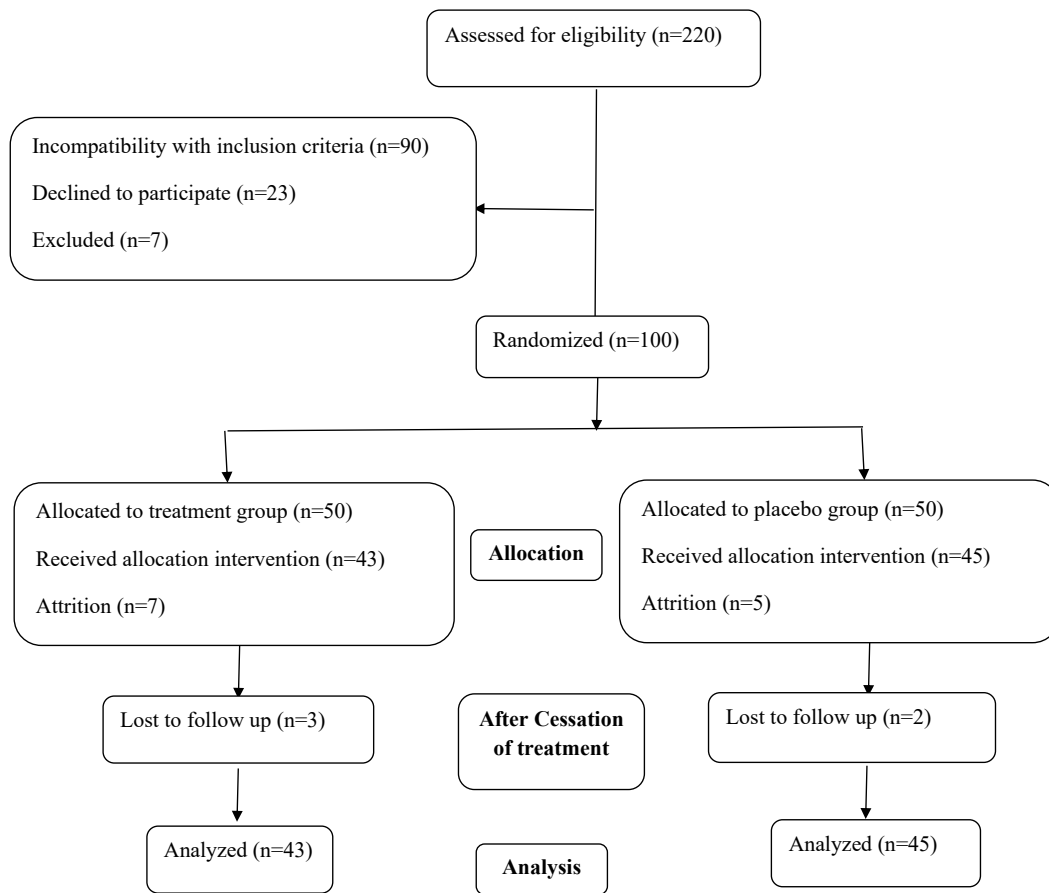 Assessed for eligibility (n=220)
Incompatibility with inclusion criteria (n=90)
Declined to participate (n=23)
Excluded (n=7)
Randomized (n=100)
Allocated to treatment group (n=50)
Received allocation intervention (n=43)
Attrition (n=7)
Allocation
Allocated to placebo group (n=50)
Received allocation intervention (n=45)
Attrition (n=5)
Lost to follow up (n=3)
After Cessation
of treatment
Lost to follow up (n=2)
Analyzed (n=43)
Analysis
Analyzed (n=45)